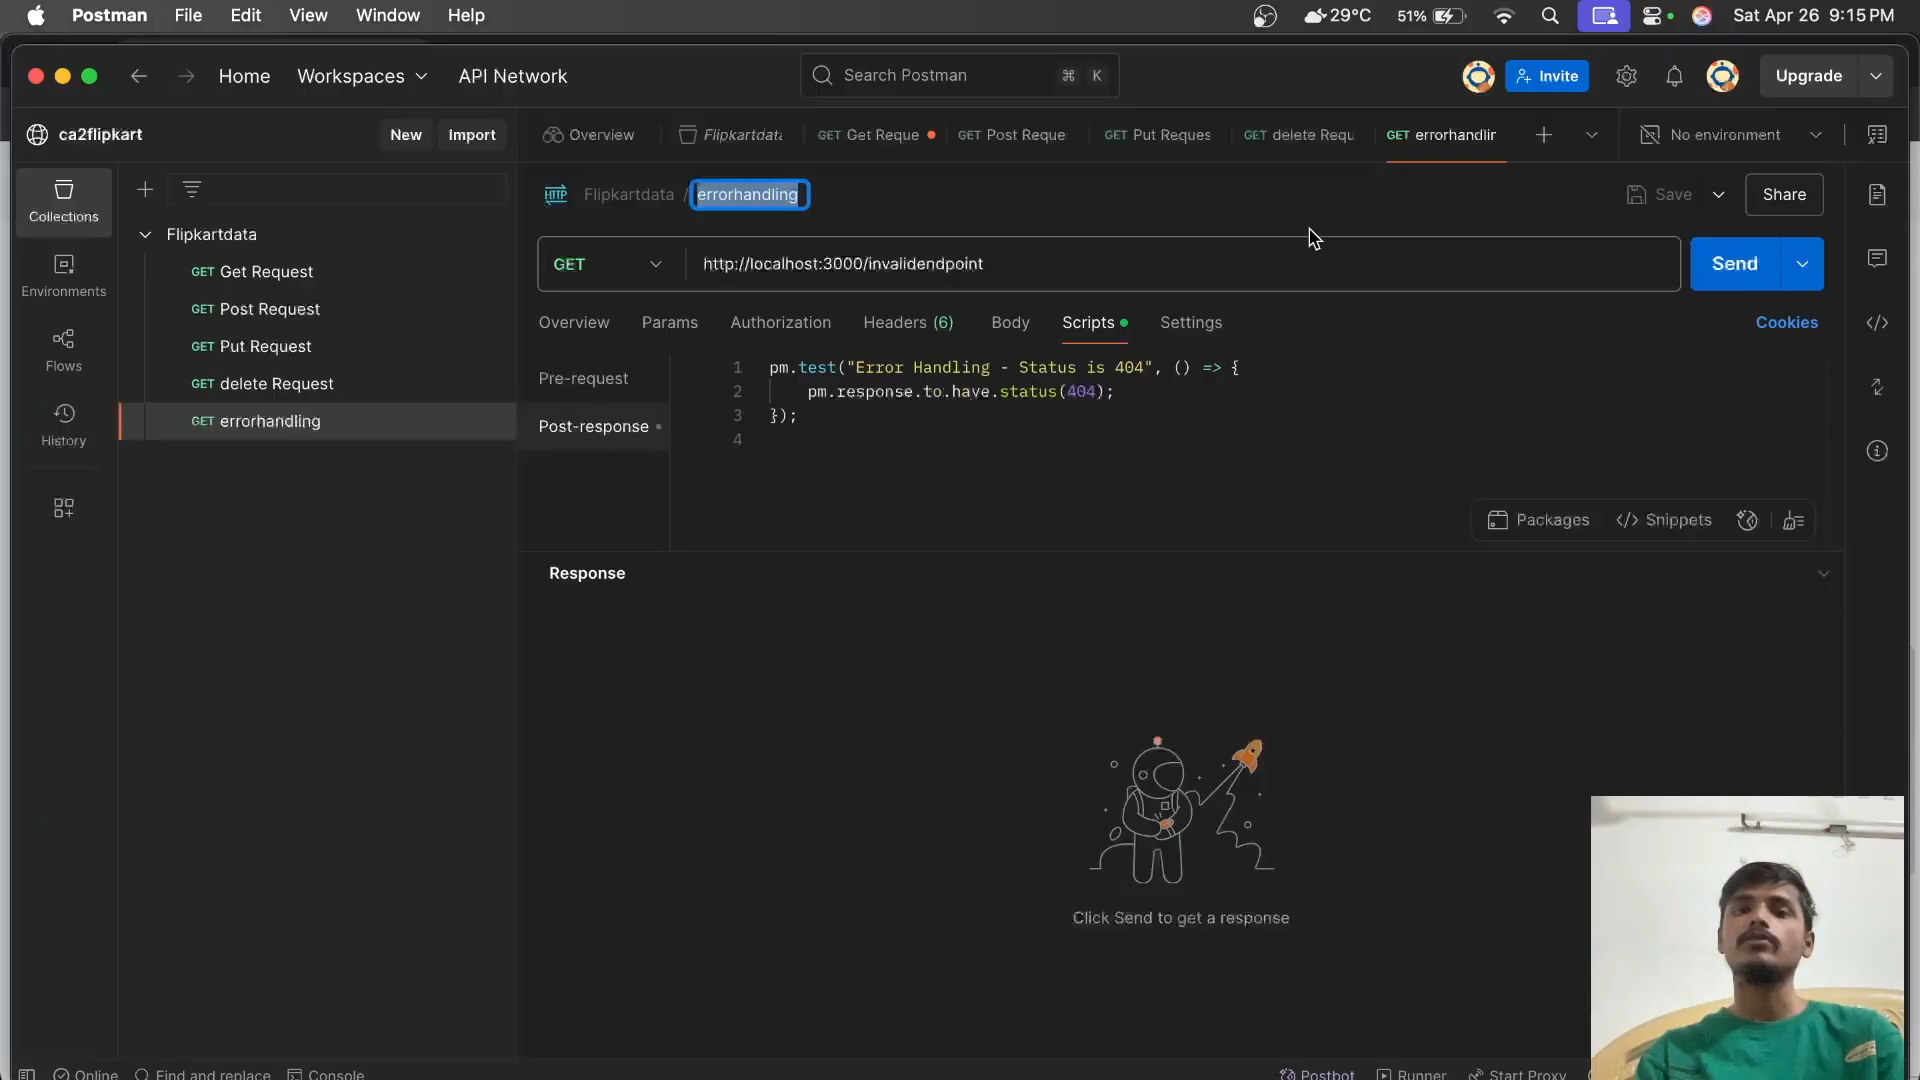 Postman File Edit View Window Help 29°C 51% Sat Apr 26 9:15 PM
Home Workspaces API Network Search Postman ⌘ K Invite Upgrade
ca2flipkart New Import Overview Flipkartdata GET Get Reque GET Post Reque GET Put Reques GET delete Requ GET errorhandlir No environment
Collections
Environments
Flows
History
Flipkartdata
GET Get Request
GET Post Request
GET Put Request
GET delete Request
GET errorhandling
HTTP Flipkartdata / errorhandling Save Share
GET http://localhost:3000/invalidendpoint Send
Overview Params Authorization Headers (6) Body Scripts Settings Cookies
Pre-request
Post-response
1 pm.test("Error Handling - Status is 404", () => {
2 pm.response.to.have.status(404);
3 });
4
Packages </> Snippets
Response
Click Send to get a response
Online Find and replace Console Postbot Runner Start Proxy